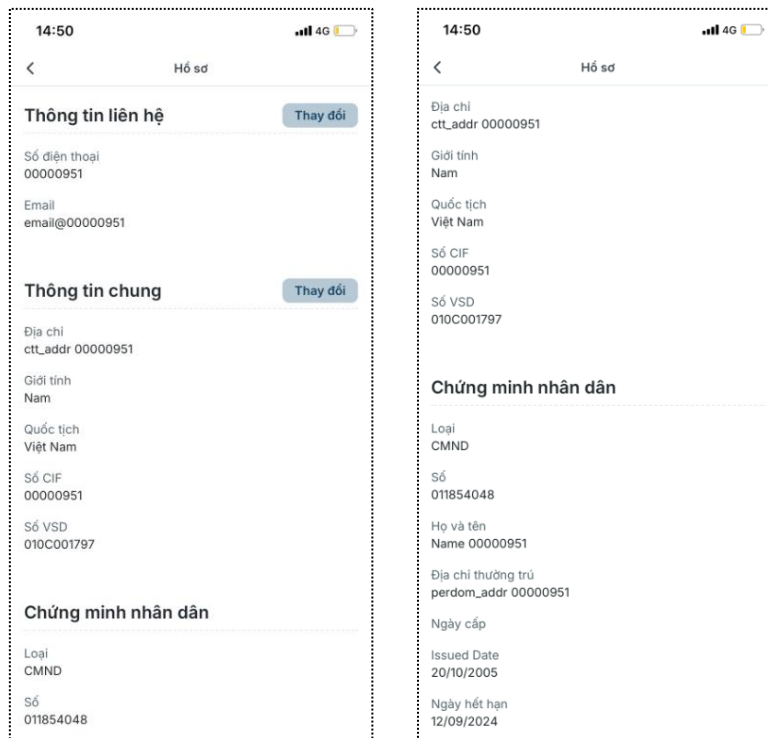 14:50
4G
Hồ sơ
Thông tin liên hệ
Thay đổi
Số điện thoại
00000951
Email
email@00000951
Thông tin chung
Thay đổi
Địa chỉ
ctt_addr 00000951
Giới tính
Nam
Quốc tịch
Việt Nam
Số CIF
00000951
Số VSD
010C001797
Chứng minh nhân dân
Loại
CMND
Số
011854048
14:50
4G
Hồ sơ
Địa chỉ
ctt_addr 00000951
Giới tính
Nam
Quốc tịch
Việt Nam
Số CIF
00000951
Số VSD
010C001797
Chứng minh nhân dân
Loại
CMND
Số
011854048
Họ và tên
Name 00000951
Địa chỉ thường trú
perdom_addr 00000951
Ngày cấp
Issued Date
20/10/2005
Ngày hết hạn
12/09/2024